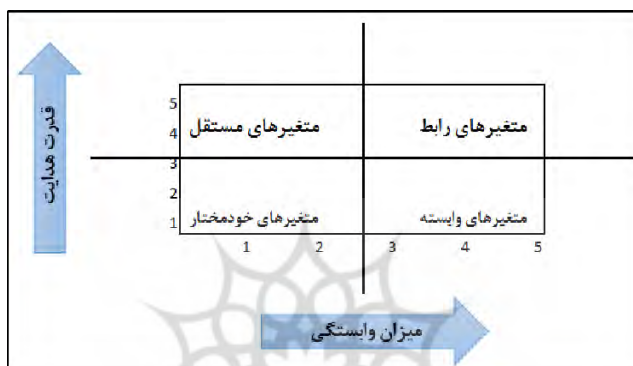 قدرت هدایت
5
متغیرهای رابط متغیرهای مستقل 4
3
2
متغیرهای وابسته متغیرهای خودمختار 1
1 2 3 4 5
میزان وابستگی